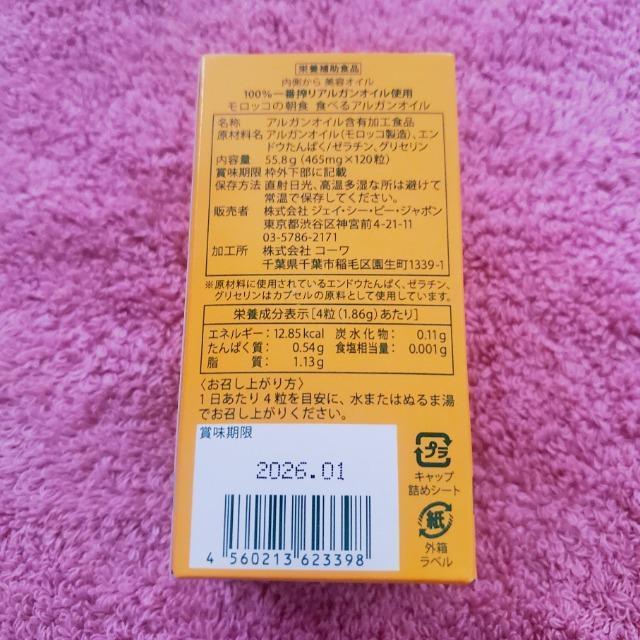 栄養補助食品
内側から 美容オイル
100%一番搾りアルガンオイル使用
モロッコの朝食 食べるアルガンオイル
名称 アルガンオイル含有加工食品
原材料名 アルガンオイル(モロッコ製造)、エン
ドウたんぱく/ゼラチン、グリセリン
内容量 55.8g(465mg×120粒)
賞味期限 枠外下部に記載
保存方法 直射日光、高温多湿な所は避けて
常温で保存してください。
販売者 株式会社 ジェイ・シー・ビー・ジャポン
東京都渋谷区神宮前4-21-11
03-5786-2171
加工所 株式会社 コーワ
千葉県千葉市稲毛区園生町1339-1
※原材料に使用されているエンドウたんぱく、ゼラチン、
グリセリンはカプセルの原料として使用しています。
栄養成分表示[4粒(1.86g)あたり]
エネルギー: 12.85kcal 炭水化物: 0.11g
たんぱく質: 0.54g 食塩相当量: 0.001g
脂質: 1.13g
〈お召し上がり方〉
1日あたり4粒を目安に、水またはぬるま湯
でお召し上がりください。
賞味期限
2026.01
4 560213 623398
プラ
キャップ
詰めシート
紙
外箱
ラベル